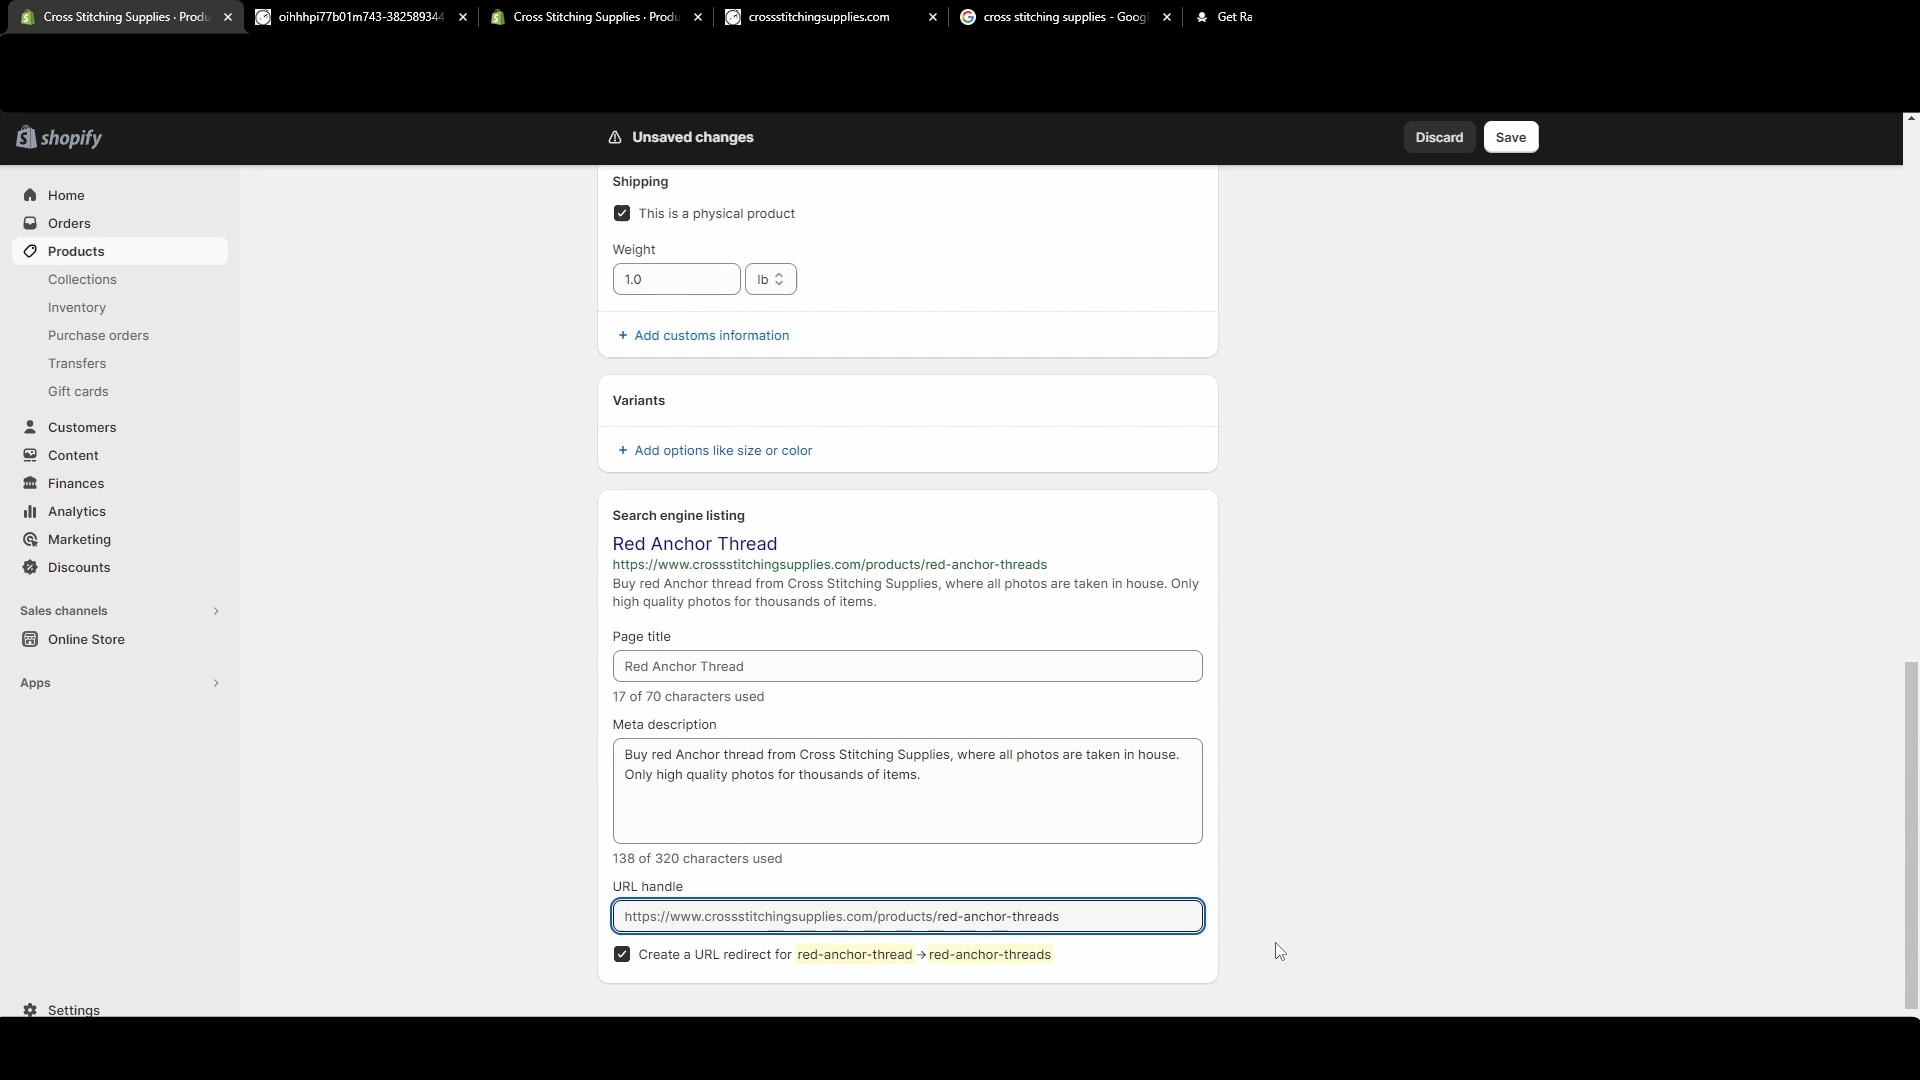 Cross Stitching Supplies · Produ
oihhhpi77b01m743-382589344
Cross Stitching Supplies · Produ
crossstitchingsupplies.com
cross stitching supplies - Googl
Get Ra
shopify
Unsaved changes
Discard
Save
Home
Orders
Products
Collections
Inventory
Purchase orders
Transfers
Gift cards
Customers
Content
Finances
Analytics
Marketing
Discounts
Sales channels
Online Store
Apps
Settings
Shipping
This is a physical product
Weight
1.0
lb
+ Add customs information
Variants
+ Add options like size or color
Search engine listing
Red Anchor Thread
https://www.crossstitchingsupplies.com/products/red-anchor-threads
Buy red Anchor thread from Cross Stitching Supplies, where all photos are taken in house. Only
high quality photos for thousands of items.
Page title
Red Anchor Thread
17 of 70 characters used
Meta description
Buy red Anchor thread from Cross Stitching Supplies, where all photos are taken in house.
Only high quality photos for thousands of items.
138 of 320 characters used
URL handle
https://www.crossstitchingsupplies.com/products/red-anchor-threads
Create a URL redirect for red-anchor-thread → red-anchor-threads